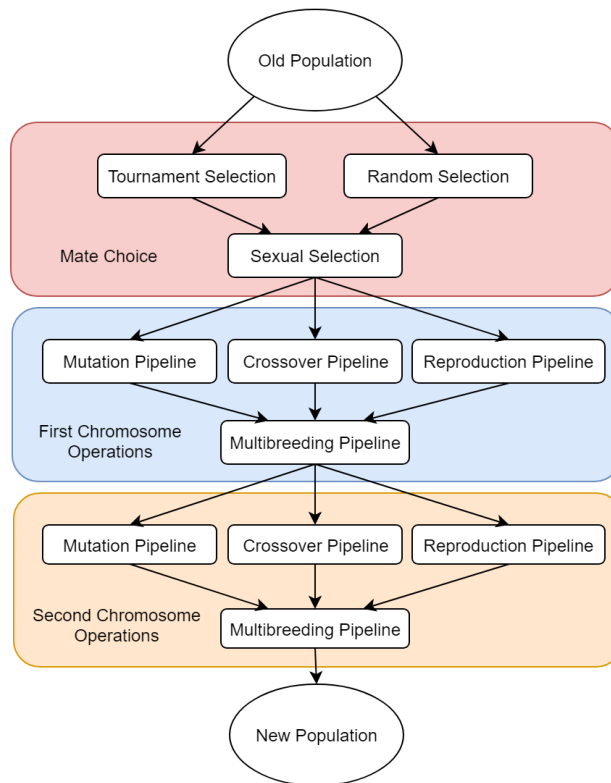 Old Population
Tournament Selection
Random Selection
Mate Choice
Sexual Selection
Mutation Pipeline
Crossover Pipeline
Reproduction Pipeline
First Chromosome
Operations
Multibreeding Pipeline
Mutation Pipeline
Crossover Pipeline
Reproduction Pipeline
Second Chromosome
Operations
Multibreeding Pipeline
New Population